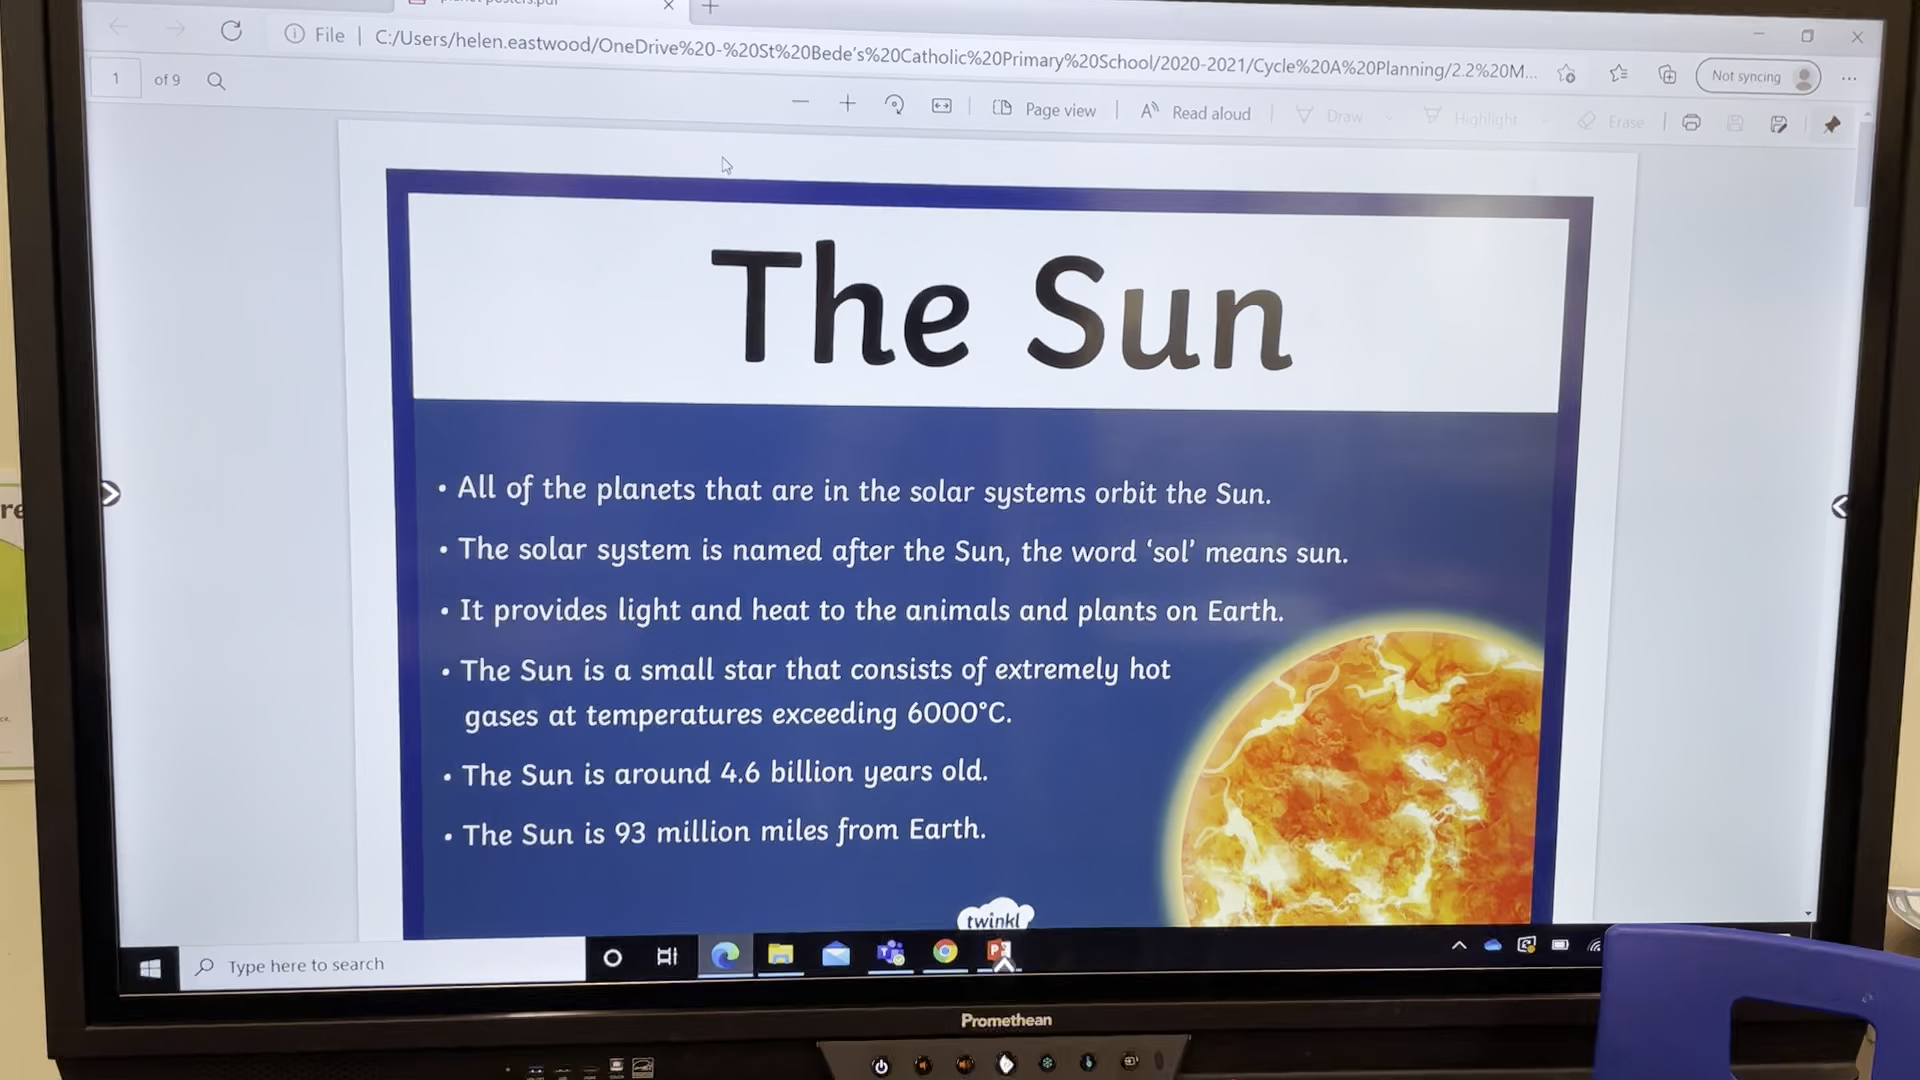 planet posters.pdf
File | C:/Users/helen.eastwood/OneDrive%20-%20St%20Bede's%20Catholic%20Primary%20School/2020-2021/Cycle%20A%20Planning/2.2%20M...
Not syncing
1 of 9
Page view
Read aloud
Draw
Highlight
Erase
The Sun
• All of the planets that are in the solar systems orbit the Sun.
• The solar system is named after the Sun, the word ‘sol’ means sun.
• It provides light and heat to the animals and plants on Earth.
• The Sun is a small star that consists of extremely hot
gases at temperatures exceeding 6000°C.
• The Sun is around 4.6 billion years old.
• The Sun is 93 million miles from Earth.
twinkl
Type here to search
Promethean